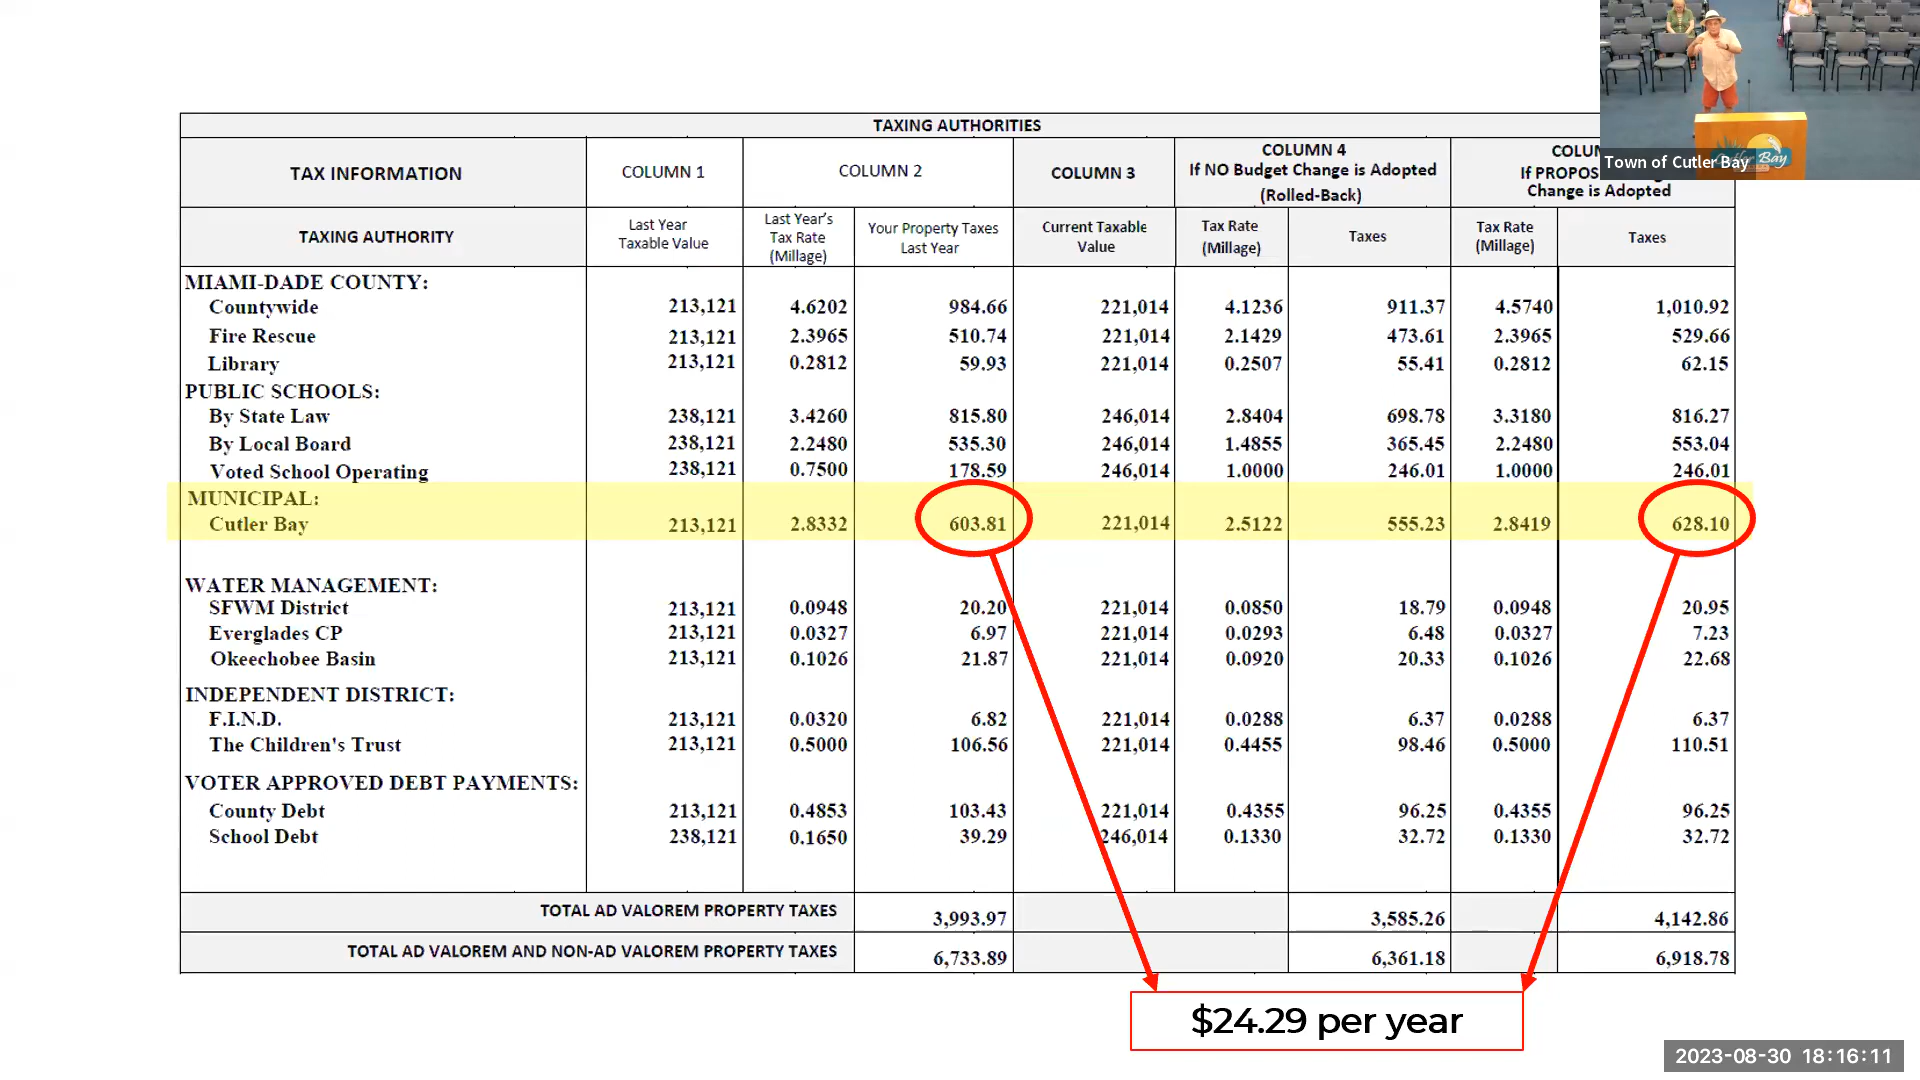 TAXING AUTHORITIES
TAX INFORMATION COLUMN 1 COLUMN 2 COLUMN 3 COLUMN 4 If NO Budget Change is Adopted (Rolled-Back) Change is Adopted
TAXING AUTHORITY Last Year Taxable Value Last Year's Tax Rate (Millage) Your Property Taxes Last Year Current Taxable Value Tax Rate (Millage) Taxes Tax Rate (Millage) Taxes
MIAMI-DADE COUNTY:
Countywide 213,121 4.6202 984.66 221,014 4.1236 911.37 4.5740 1,010.92
Fire Rescue 213,121 2.3965 510.74 221,014 2.1429 473.61 2.3965 529.66
Library 213,121 0.2812 59.93 221,014 0.2507 55.41 0.2812 62.15
PUBLIC SCHOOLS:
By State Law 238,121 3.4260 815.80 246,014 2.8404 698.78 3.3180 816.27
By Local Board 238,121 2.2480 535.30 246,014 1.4855 365.45 2.2480 553.04
Voted School Operating 238,121 0.7500 178.59 246,014 1.0000 246.01 1.0000 246.01
MUNICIPAL:
Cutler Bay 213,121 2.8332 603.81 221,014 2.5122 555.23 2.8419 628.10
WATER MANAGEMENT:
SFWM District 213,121 0.0948 20.20 221,014 0.0850 18.79 0.0948 20.95
Everglades CP 213,121 0.0327 6.97 221,014 0.0293 6.48 0.0327 7.23
Okeechobee Basin 213,121 0.1026 21.87 221,014 0.0920 20.33 0.1026 22.68
INDEPENDENT DISTRICT:
F.I.N.D. 213,121 0.0320 6.82 221,014 0.0288 6.37 0.0288 6.37
The Children's Trust 213,121 0.5000 106.56 221,014 0.4455 98.46 0.5000 110.51
VOTER APPROVED DEBT PAYMENTS:
County Debt 213,121 0.4853 103.43 221,014 0.4355 96.25 0.4355 96.25
School Debt 238,121 0.1650 39.29 246,014 0.1330 32.72 0.1330 32.72
TOTAL AD VALOREM PROPERTY TAXES 3,993.97 3,585.26 4,142.86
TOTAL AD VALOREM AND NON-AD VALOREM PROPERTY TAXES 6,733.89 6,361.18 6,918.78
$24.29 per year
Town of Cutler Bay
2023-08-30 18:16:11